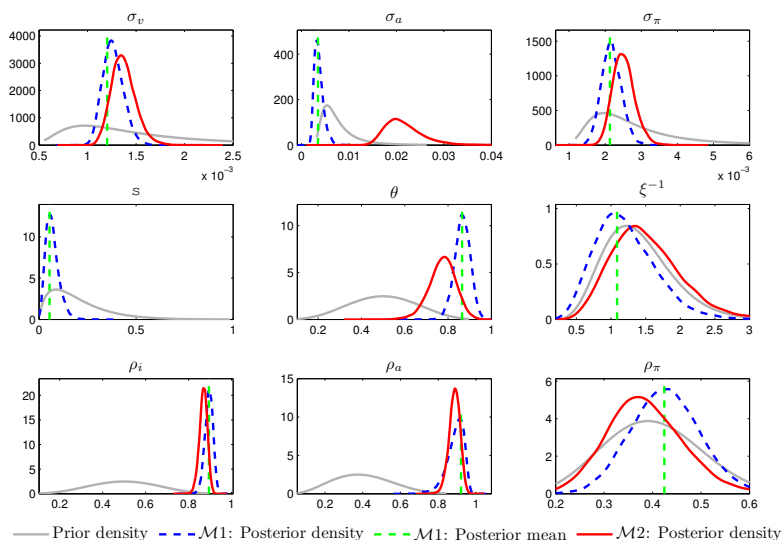 σ_v σ_a σ_π
4000 3000 2000 1000 0
0.5 1 1.5 2 2.5
x 10⁻³
400 200 0
0 0.01 0.02 0.03 0.04
1500 1000 500 0
1 2 3 4 5 6
x 10⁻³
𝕤 θ ξ⁻¹
10 5 0
0 0.5 1
10 5 0
0.2 0.4 0.6 0.8 1
1 0.5 0
0.5 1 1.5 2 2.5 3
ρ_i ρ_a ρ_π
20 15 10 5 0
0.2 0.4 0.6 0.8 1
15 10 5 0
0.2 0.4 0.6 0.8 1
6 4 2 0
0.2 0.3 0.4 0.5 0.6
Prior density ℳ1: Posterior density ℳ1: Posterior mean ℳ2: Posterior density